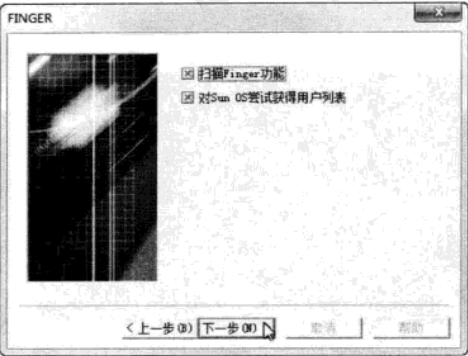 FINGER
扫描Finger功能
对Sun OS尝试获得用户列表
<上一步(B)
下一步(N)
取消
帮助